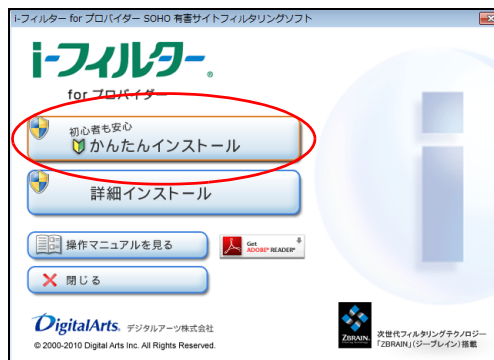 i-フィルター for プロバイダー SOHO 有害サイトフィルタリングソフト
i-フィルター®
for プロバイダー
初心者も安心
かんたんインストール
詳細インストール
操作マニュアルを見る
Get ADOBE® READER®
閉じる
DigitalArts® デジタルアーツ株式会社
© 2000-2010 Digital Arts Inc. All Rights Reserved.
ZBRAIN
次世代フィルタリングテクノロジー
「ZBRAIN」(ジーブレイン)搭載